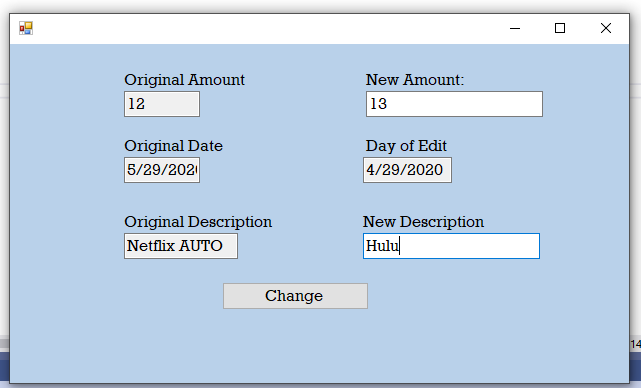 Original Amount New Amount:
12 13
Original Date Day of Edit
5/29/202 4/29/2020
Original Description New Description
Netflix AUTO Hulu
Change
14